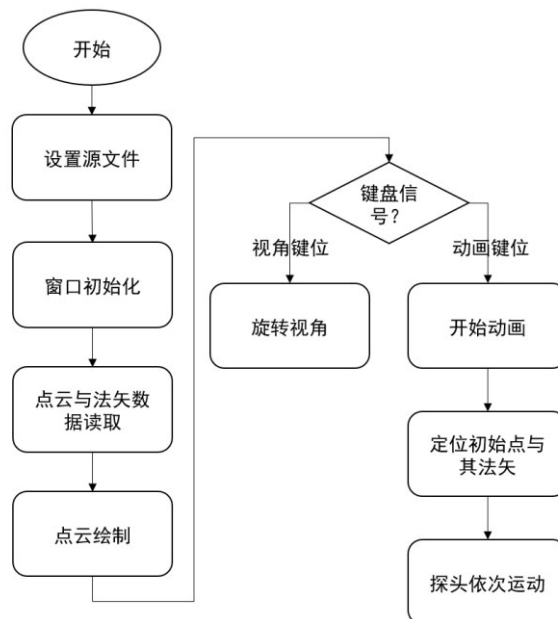 开始
设置源文件
窗口初始化
点云与法矢数
据读取
点云绘制
键盘信
号?
视角键位
动画键位
旋转视角
开始动画
定位初始点与
其法矢
探头依次运动